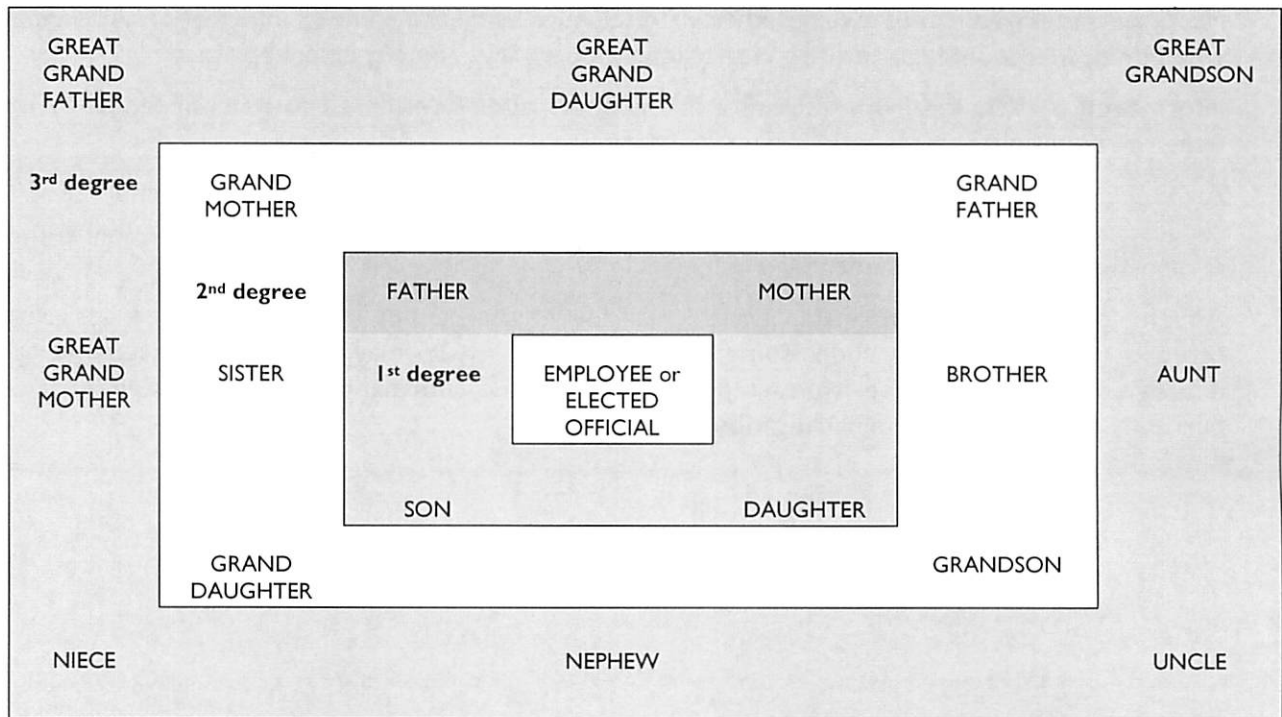 GREAT
GRAND
FATHER
GREAT
GRAND
DAUGHTER
GREAT
GRANDSON
3rd degree
GRAND
MOTHER
GRAND
FATHER
2nd degree
FATHER
MOTHER
GREAT
GRAND
MOTHER
SISTER
1st degree
EMPLOYEE or
ELECTED
OFFICIAL
BROTHER
AUNT
SON
DAUGHTER
GRAND
DAUGHTER
GRANDSON
NIECE
NEPHEW
UNCLE